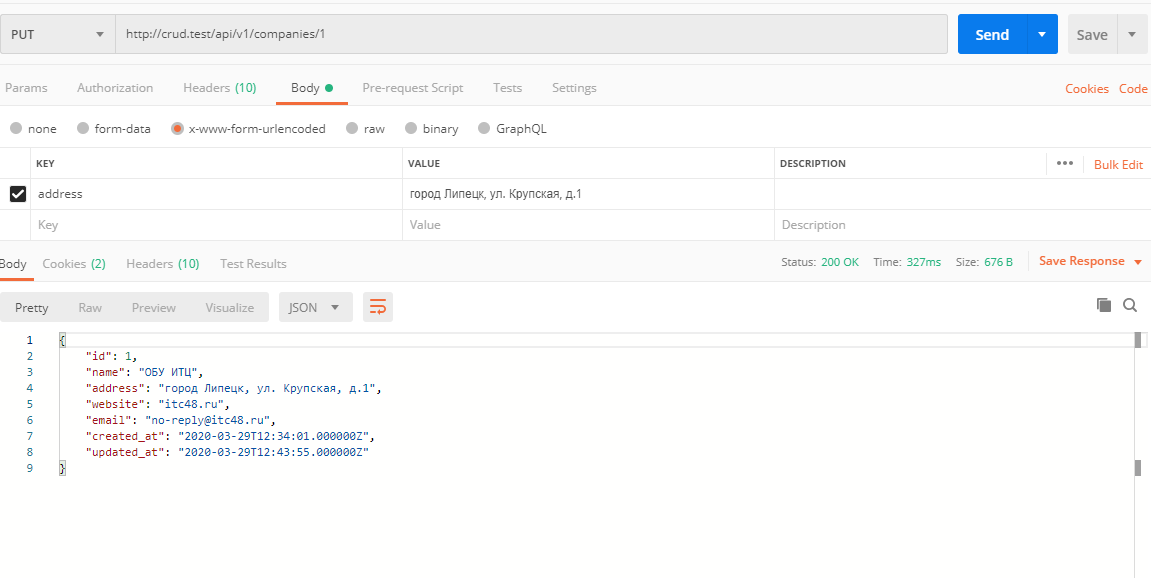 PUT http://crud.test/api/v1/companies/1 Send Save
Params Authorization Headers (10) Body Pre-request Script Tests Settings Cookies Code
none form-data x-www-form-urlencoded raw binary GraphQL
KEY VALUE DESCRIPTION ••• Bulk Edit
address город Липецк, ул. Крупская, д.1
Key Value Description
Body Cookies (2) Headers (10) Test Results Status: 200 OK Time: 327ms Size: 676 B Save Response
Pretty Raw Preview Visualize JSON
1 {
2 "id": 1,
3 "name": "ОБУ ИТЦ",
4 "address": "город Липецк, ул. Крупская, д.1",
5 "website": "itc48.ru",
6 "email": "no-reply@itc48.ru",
7 "created_at": "2020-03-29T12:34:01.000000Z",
8 "updated_at": "2020-03-29T12:43:55.000000Z"
9 }